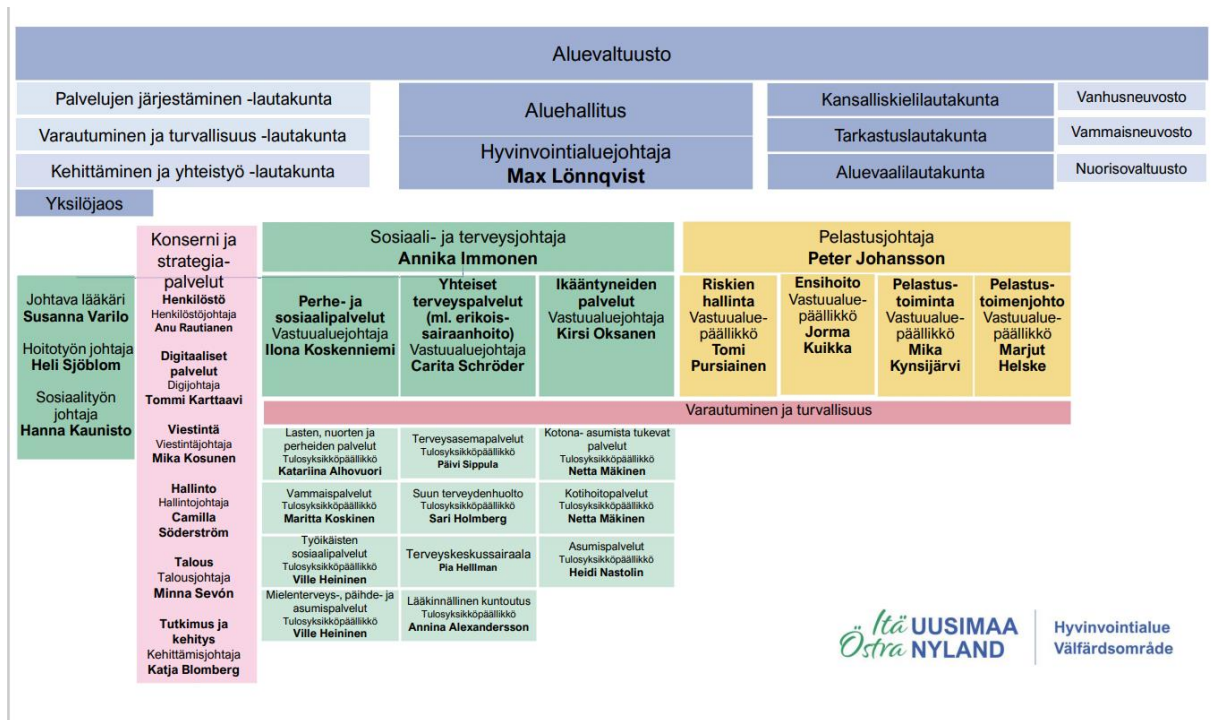 Aluevaltuusto
Palvelujen järjestäminen -lautakunta
Varautuminen ja turvallisuus -lautakunta
Kehittäminen ja yhteistyö -lautakunta
Yksilöjaos
Aluehallitus
Hyvinvointialuejohtaja
Max Lönnqvist
Kansalliskielilautakunta
Tarkastuslautakunta
Aluevaalilautakunta
Vanhusneuvosto
Vammaisneuvosto
Nuorisovaltuusto
Johtava lääkäri
Susanna Varilo
Hoitotyön johtaja
Heli Sjöblom
Sosiaalityön
johtaja
Hanna Kaunisto
Konserni ja
strategia-
palvelut
Henkilöstö
Henkilöstöjohtaja
Anu Rautianen
Digitaaliset
palvelut
Digijohtaja
Tommi Karttaavi
Viestintä
Viestintäjohtaja
Mika Kosunen
Hallinto
Hallintojohtaja
Camilla
Söderström
Talous
Talousjohtaja
Minna Sevón
Tutkimus ja
kehitys
Kehittämisjohtaja
Katja Blomberg
Sosiaali- ja terveysjohtaja
Annika Immonen
Perhe- ja
sosiaalipalvelut
Vastuualuejohtaja
Ilona Koskenniemi
Yhteiset
terveyspalvelut
(ml. erikois-
sairaanhoito)
Vastuualuejohtaja
Carita Schröder
Ikääntyneiden
palvelut
Vastuualuejohtaja
Kirsi Oksanen
Pelastusjohtaja
Peter Johansson
Riskien
hallinta
Vastuualue-
päällikkö
Tomi
Pursiainen
Ensihoito
Vastuualue-
päällikkö
Jorma
Kuikka
Pelastus-
toiminta
Vastuualue-
päällikkö
Mika
Kynsijärvi
Pelastus-
toimenjohto
Vastuualue-
päällikkö
Marjut
Helske
Varautuminen ja turvallisuus
Lasten, nuorten ja
perheiden palvelut
Tulosyksikköpäällikkö
Katariina Alhovuori
Vammaispalvelut
Tulosyksikköpäällikkö
Maritta Koskinen
Työikäisten
sosiaalipalvelut
Tulosyksikköpäällikkö
Ville Heininen
Mielenterveys-, päihde- ja
asumispalvelut
Tulosyksikköpäällikkö
Ville Heininen
Terveysasemapalvelut
Tulosyksikköpäällikkö
Päivi Sippula
Suun terveydenhuolto
Tulosyksikköpäällikkö
Sari Holmberg
Terveyskeskussairaala
Pia Helllman
Lääkinnällinen kuntoutus
Tulosyksikköpäällikkö
Annina Alexandersson
Kotona- asumista tukevat
palvelut
Tulosyksikköpäällikkö
Netta Mäkinen
Kotihoitopalvelut
Tulosyksikköpäällikkö
Netta Mäkinen
Asumispalvelut
Tulosyksikköpäällikkö
Heidi Nastolin
Itä UUSIMAA
Östra NYLAND
Hyvinvointialue
Välfärdsområde